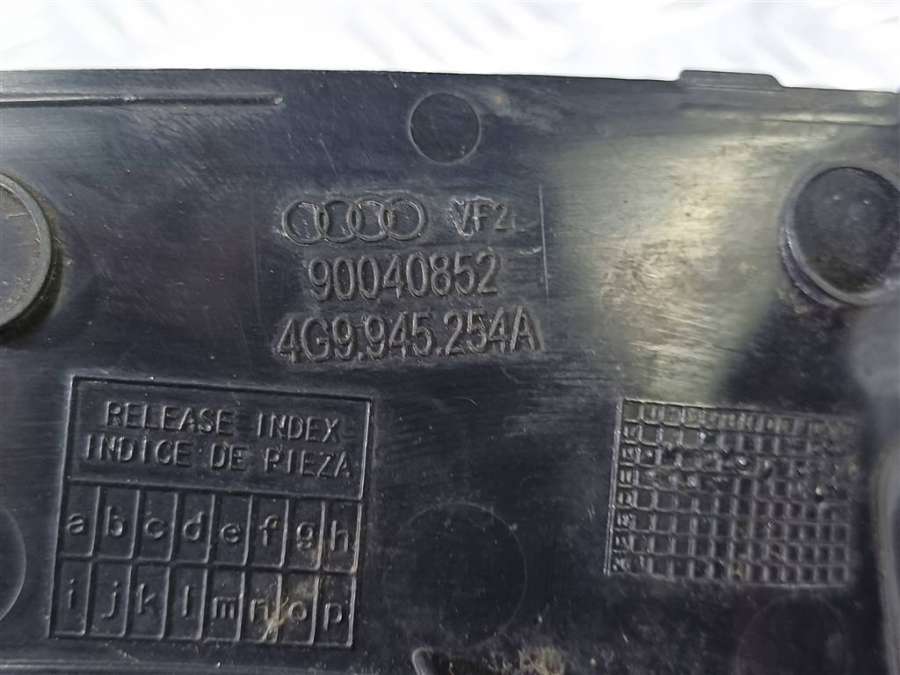 VF2
90040852
4G9.945.254A
RELEASE INDEX
INDICE DE PIEZA
a b c d e f g h
i j k l m n o p